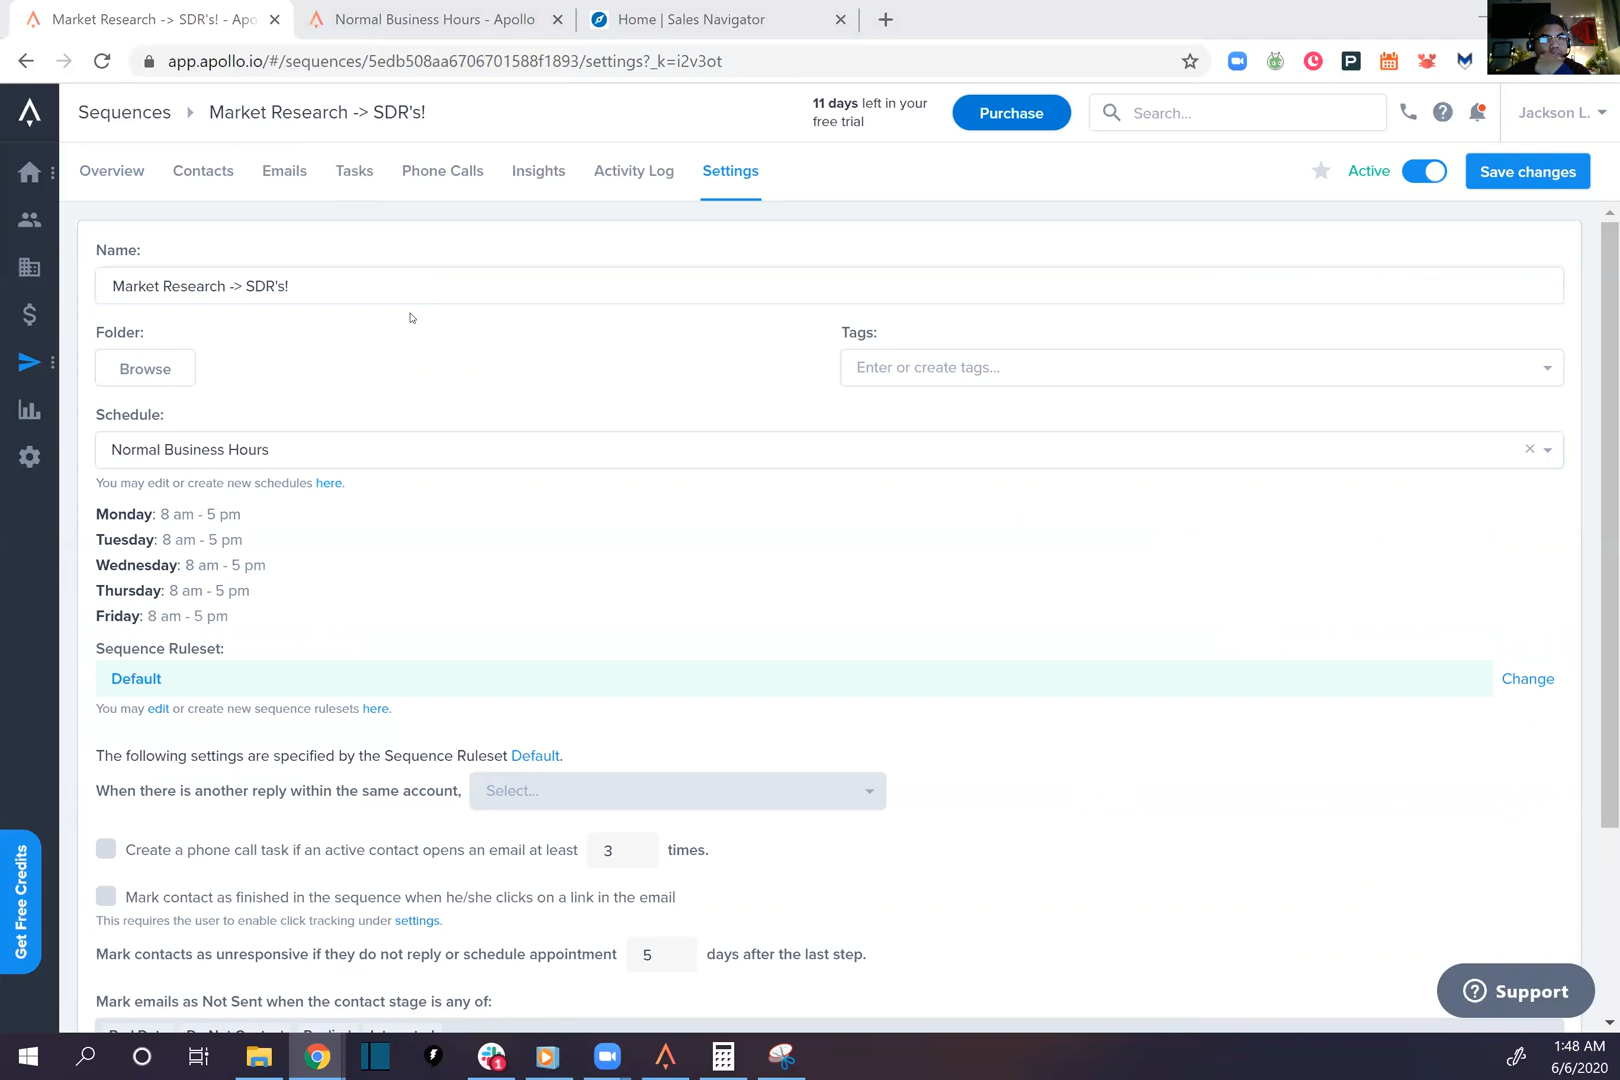 Market Research -> SDR's! - Apo
Normal Business Hours - Apollo
Home | Sales Navigator
app.apollo.io/#/sequences/5edb508aa6706701588f1893/settings?_k=i2v3ot
Sequences
Market Research -> SDR's!
11 days left in your
free trial
Purchase
Search...
Jackson L.
Overview
Contacts
Emails
Tasks
Phone Calls
Insights
Activity Log
Settings
Active
Save changes
Name:
Market Research -> SDR's!
Folder:
Tags:
Browse
Enter or create tags...
Schedule:
Normal Business Hours
You may edit or create new schedules here.
Monday: 8 am - 5 pm
Tuesday: 8 am - 5 pm
Wednesday: 8 am - 5 pm
Thursday: 8 am - 5 pm
Friday: 8 am - 5 pm
Sequence Ruleset:
Default
Change
You may edit or create new sequence rulesets here.
The following settings are specified by the Sequence Ruleset Default.
When there is another reply within the same account, Select...
Create a phone call task if an active contact opens an email at least 3 times.
Mark contact as finished in the sequence when he/she clicks on a link in the email
This requires the user to enable click tracking under settings.
Mark contacts as unresponsive if they do not reply or schedule appointment 5 days after the last step.
Mark emails as Not Sent when the contact stage is any of:
Get Free Credits
Support
1:48 AM
6/6/2020